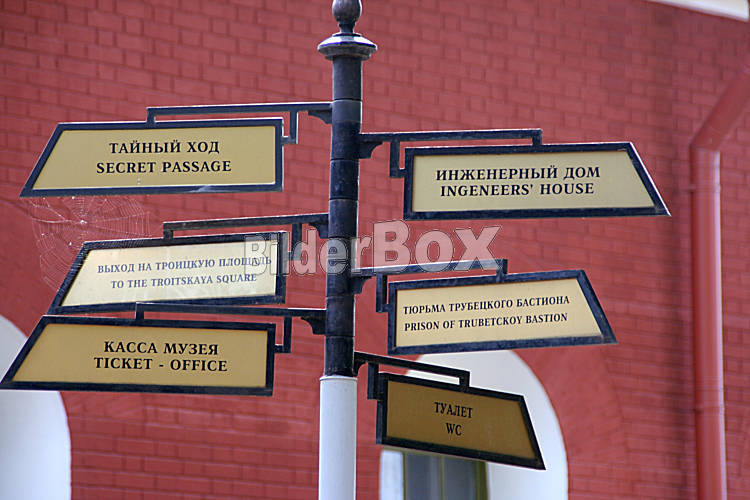 ТАЙНЫЙ ХОД
SECRET PASSAGE
ИНЖЕНЕРНЫЙ ДОМ
INGENEERS' HOUSE
ВЫХОД НА ТРОИЦКУЮ ПЛОЩАДЬ
TO THE TROITSKAYA SQUARE
BilderBox
ТЮРЬМА ТРУБЕЦКОГО БАСТИОНА
PRISON OF TRUBETCKOY BASTION
КАССА МУЗЕЯ
TICKET - OFFICE
ТУАЛЕТ
WC